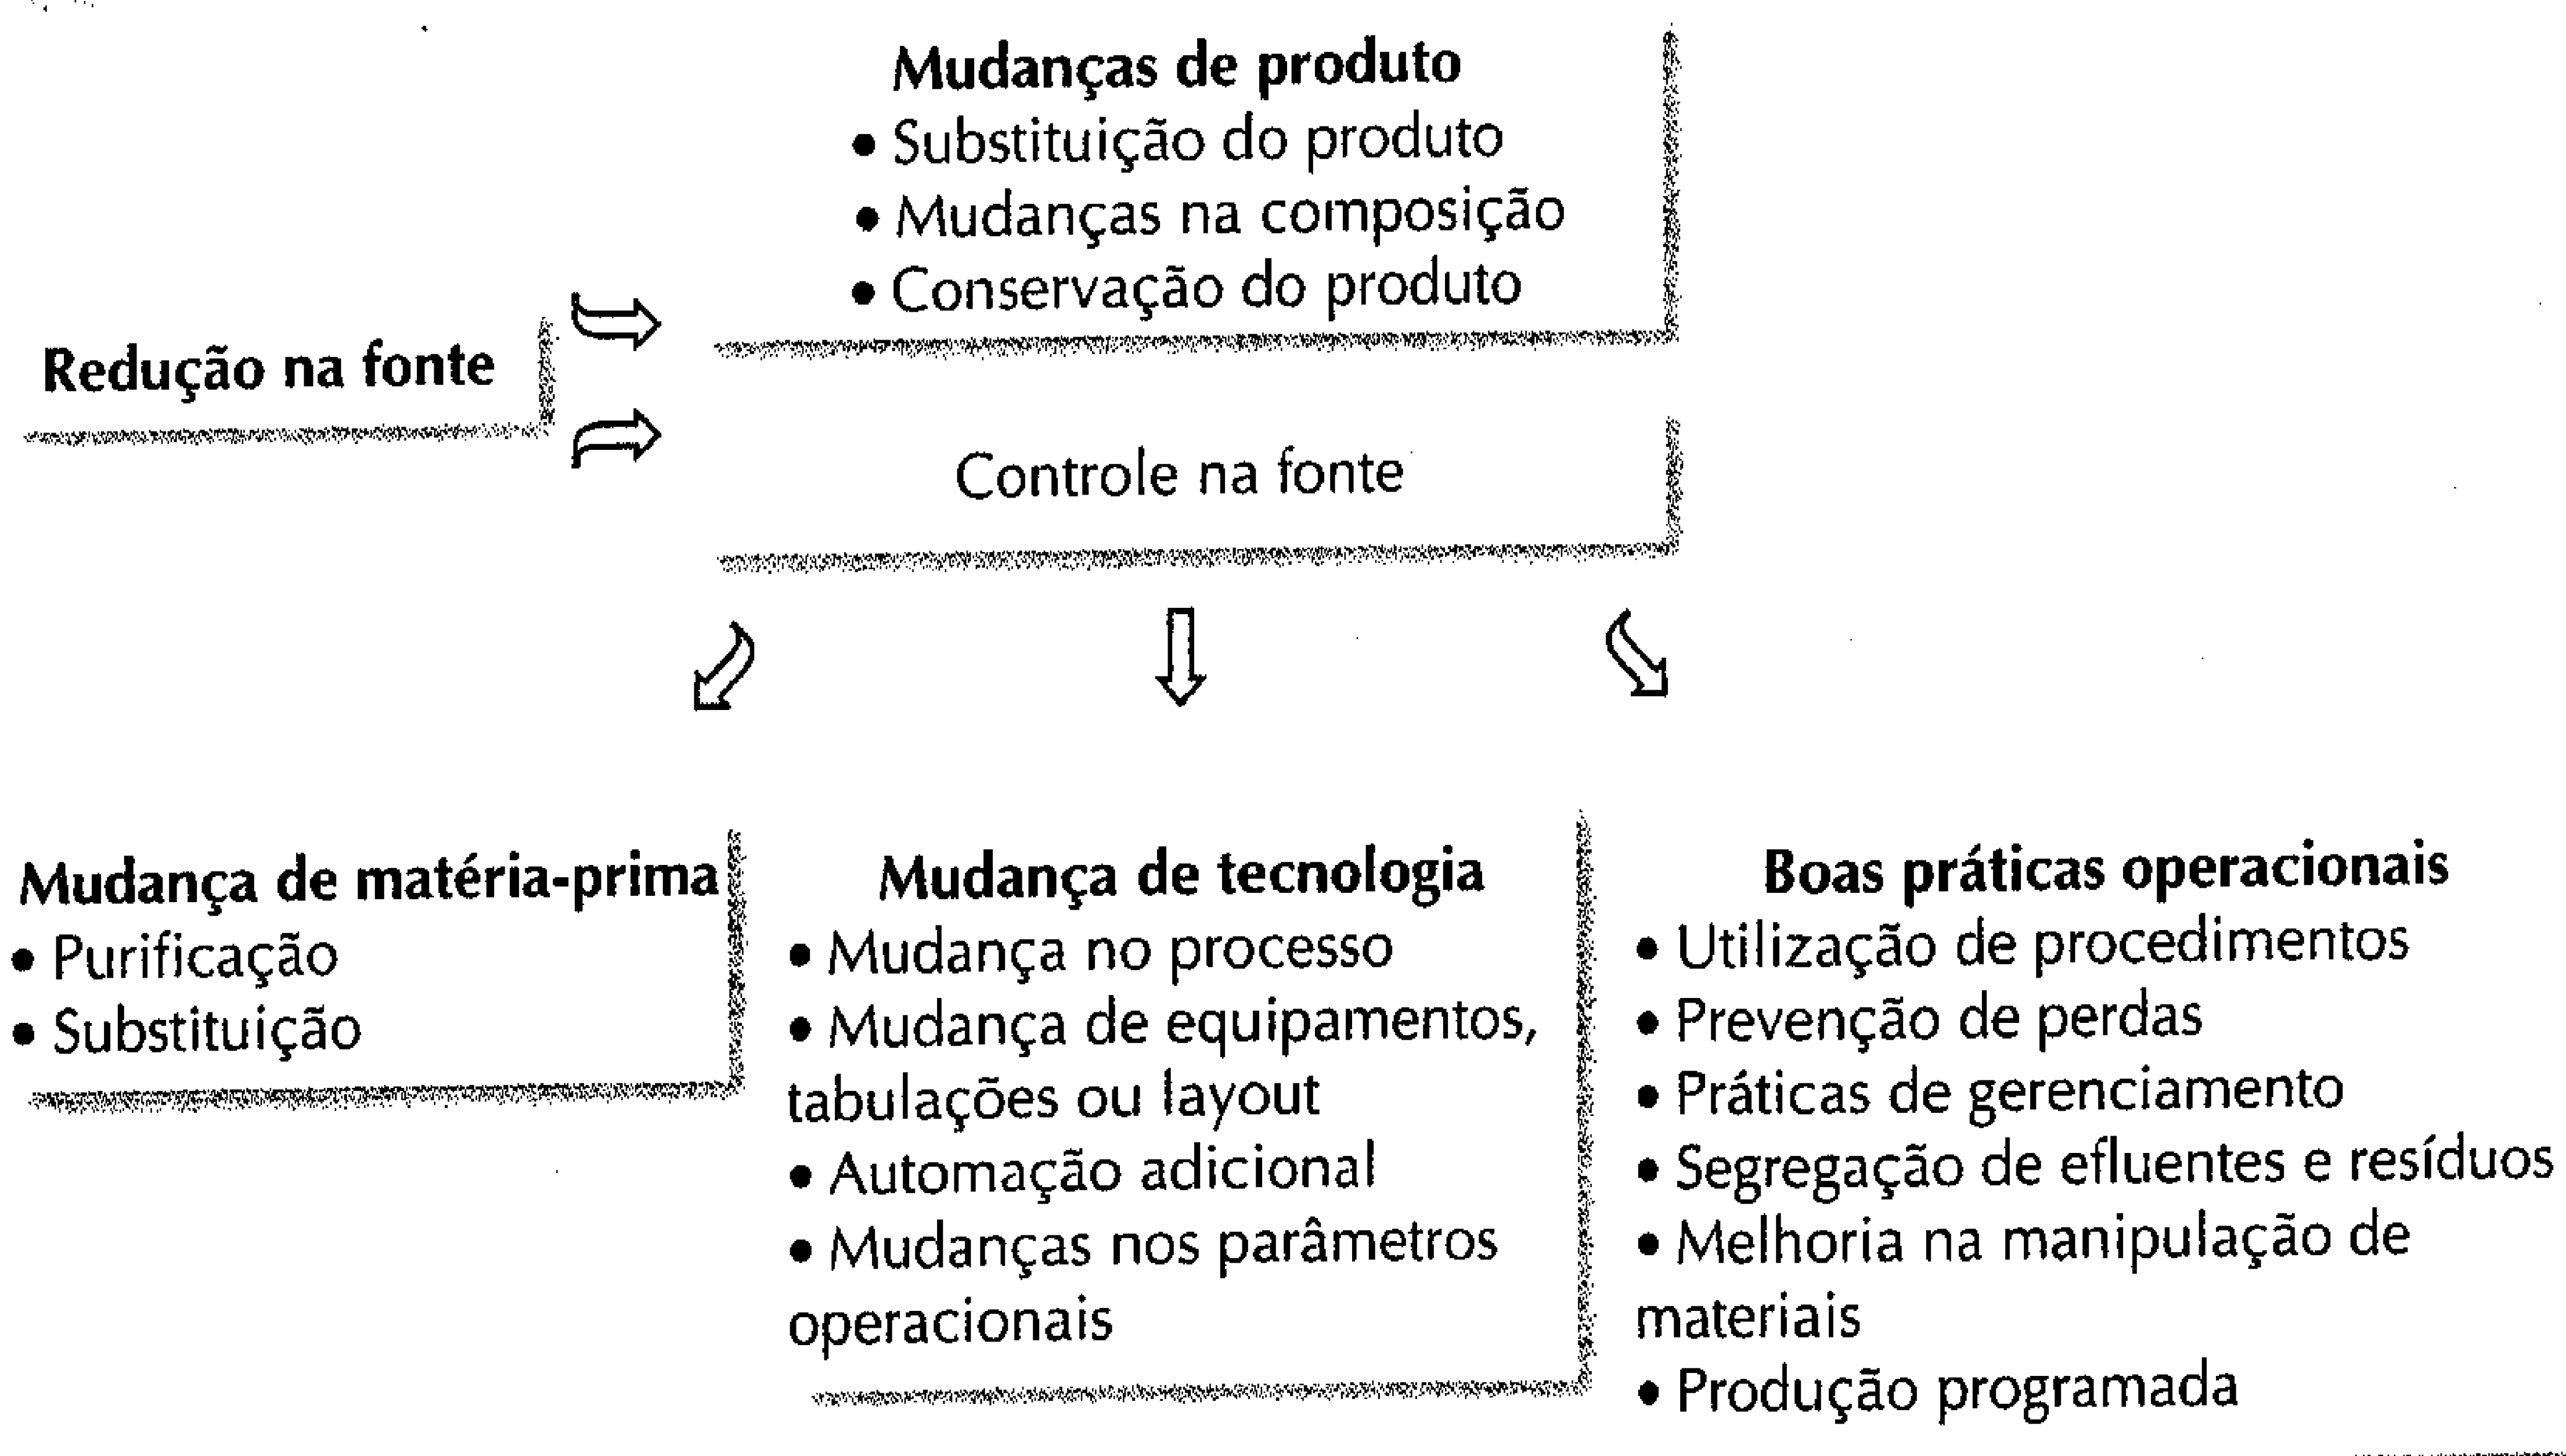 Mudanças de produto
• Substituição do produto
• Mudanças na composição
• Conservação do produto
Redução na fonte
Controle na fonte
Mudança de matéria-prima
• Purificação
• Substituição
Mudança de tecnologia
• Mudança no processo
• Mudança de equipamentos,
tabulações ou layout
• Automação adicional
• Mudanças nos parâmetros
operacionais
Boas práticas operacionais
• Utilização de procedimentos
• Prevenção de perdas
• Práticas de gerenciamento
• Segregação de efluentes e resíduos
• Melhoria na manipulação de
materiais
• Produção programada